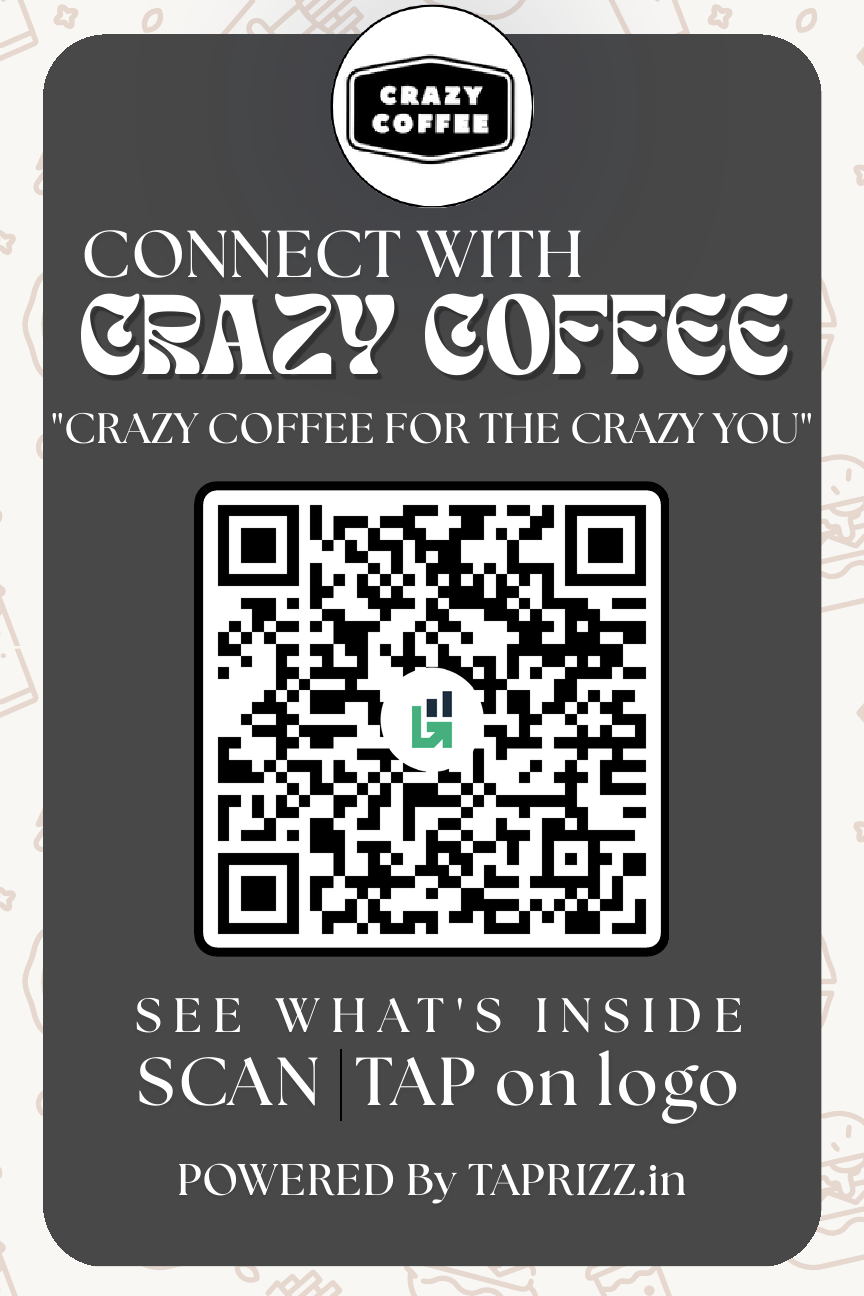 CRAZY
COFFEE
CONNECT WITH
CRAZY COFFEE
"CRAZY COFFEE FOR THE CRAZY YOU"
SEE WHAT'S INSIDE
SCAN | TAP on logo
POWERED By TAPRIZZ.in